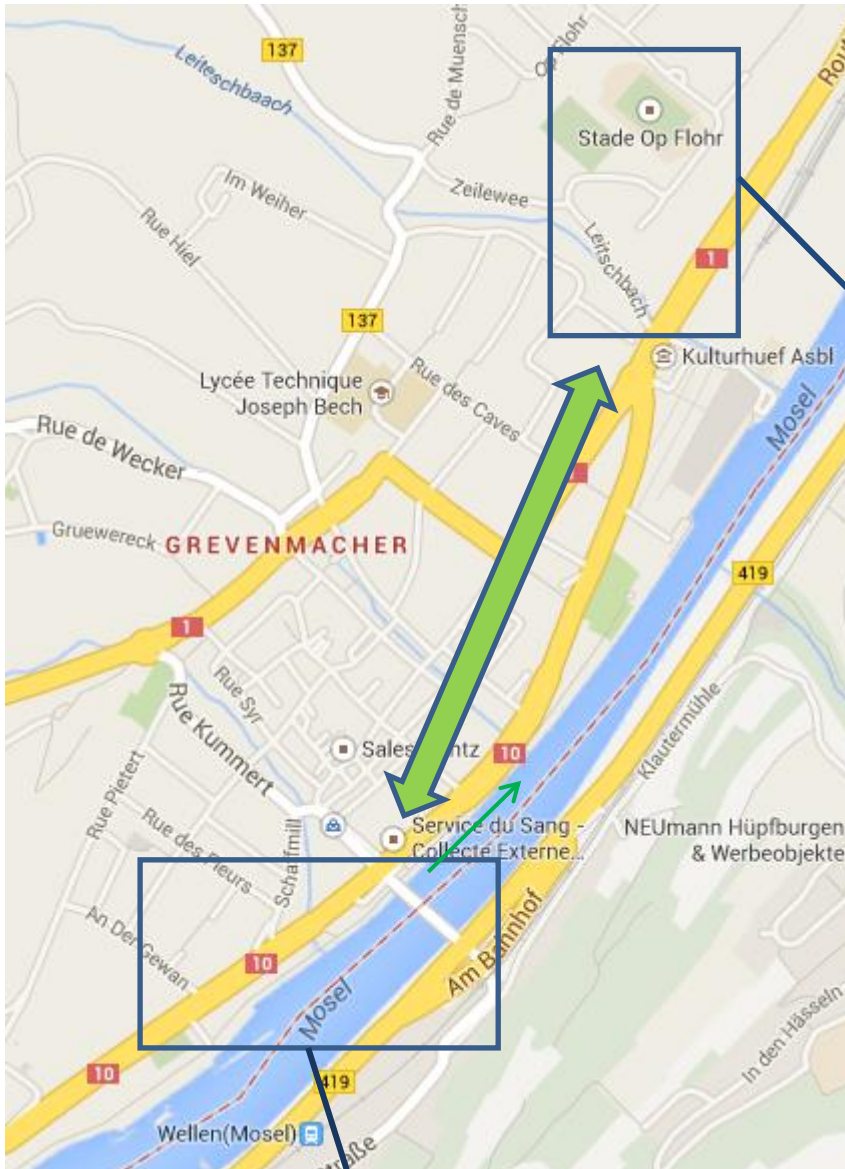 137
Leiteschbaach
Rue de Muensch
Op Flohr
Stade Op Flohr
Im Weiher
Zeilewee
Rue Hiel
Leitschbach
1
137
Kulturhuef Asbl
Lycée Technique
Joseph Bech
Rue des Caves
Mosel
Rue de Wecker
Gruewereck
GREVENMACHER
419
1
Rue Syr
Rue Kummert
10
Klautermühle
Rue Pietert
Rue des Fleurs
Schaffmill
Service du Sang -
Collecte Externe...
NEUmann Hüpfburgen
& Werbeobjekte
An Der Gewan
10
Mosel
Am Bahnhof
In den Hässeln
10
419
Wellen(Mosel)